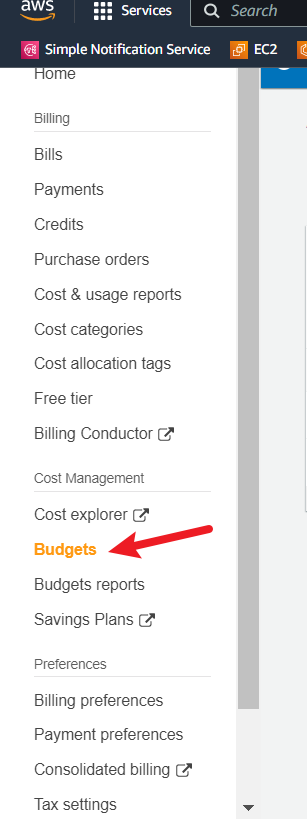 aws
Services
Search
Simple Notification Service
EC2
Home
Billing
Bills
Payments
Credits
Purchase orders
Cost & usage reports
Cost categories
Cost allocation tags
Free tier
Billing Conductor
Cost Management
Cost explorer
Budgets
Budgets reports
Savings Plans
Preferences
Billing preferences
Payment preferences
Consolidated billing
Tax settings